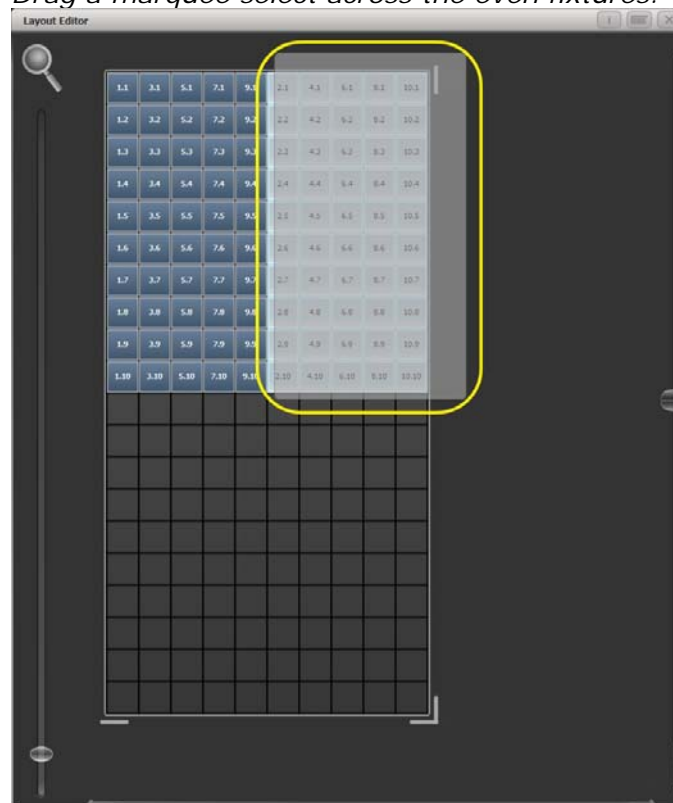 Drag a marquee select across the even fixtures.
Layout Editor
1.1 3.1 5.1 7.1 9.1 2.1 4.1 6.1 8.1 10.1
1.2 3.2 5.2 7.2 9.2 2.2 4.2 6.2 8.2 10.2
1.3 3.3 5.3 7.3 9.3 2.3 4.3 6.3 8.3 10.3
1.4 3.4 5.4 7.4 9.4 2.4 4.4 6.4 8.4 10.4
1.5 3.5 5.5 7.5 9.5 2.5 4.5 6.5 8.5 10.5
1.6 3.6 5.6 7.6 9.6 2.6 4.6 6.6 8.6 10.6
1.7 3.7 5.7 7.7 9.7 2.7 4.7 6.7 8.7 10.7
1.8 3.8 5.8 7.8 9.8 2.8 4.8 6.8 8.8 10.8
1.9 3.9 5.9 7.9 9.9 2.9 4.9 6.9 8.9 10.9
1.10 3.10 5.10 7.10 9.10 2.10 4.10 6.10 8.10 10.10